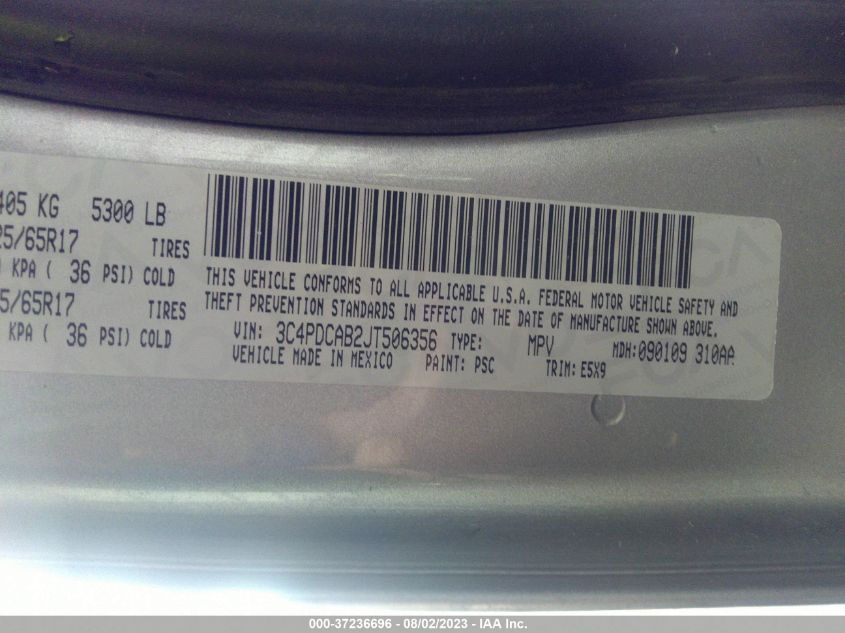 405 KG 5300 LB
25/65R17 TIRES
KPA ( 36 PSI) COLD
5/65R17 TIRES
KPA ( 36 PSI) COLD
THIS VEHICLE CONFORMS TO ALL APPLICABLE U.S.A. FEDERAL MOTOR VEHICLE SAFETY AND
THEFT PREVENTION STANDARDS IN EFFECT ON THE DATE OF MANUFACTURE SHOWN ABOVE.
VIN: 3C4PDCAB2JT506356 TYPE: MPV MDH: 090109 310AA
VEHICLE MADE IN MEXICO PAINT: PSC TRIM: E5X9
000-37236696 - 08/02/2023 - IAA Inc.